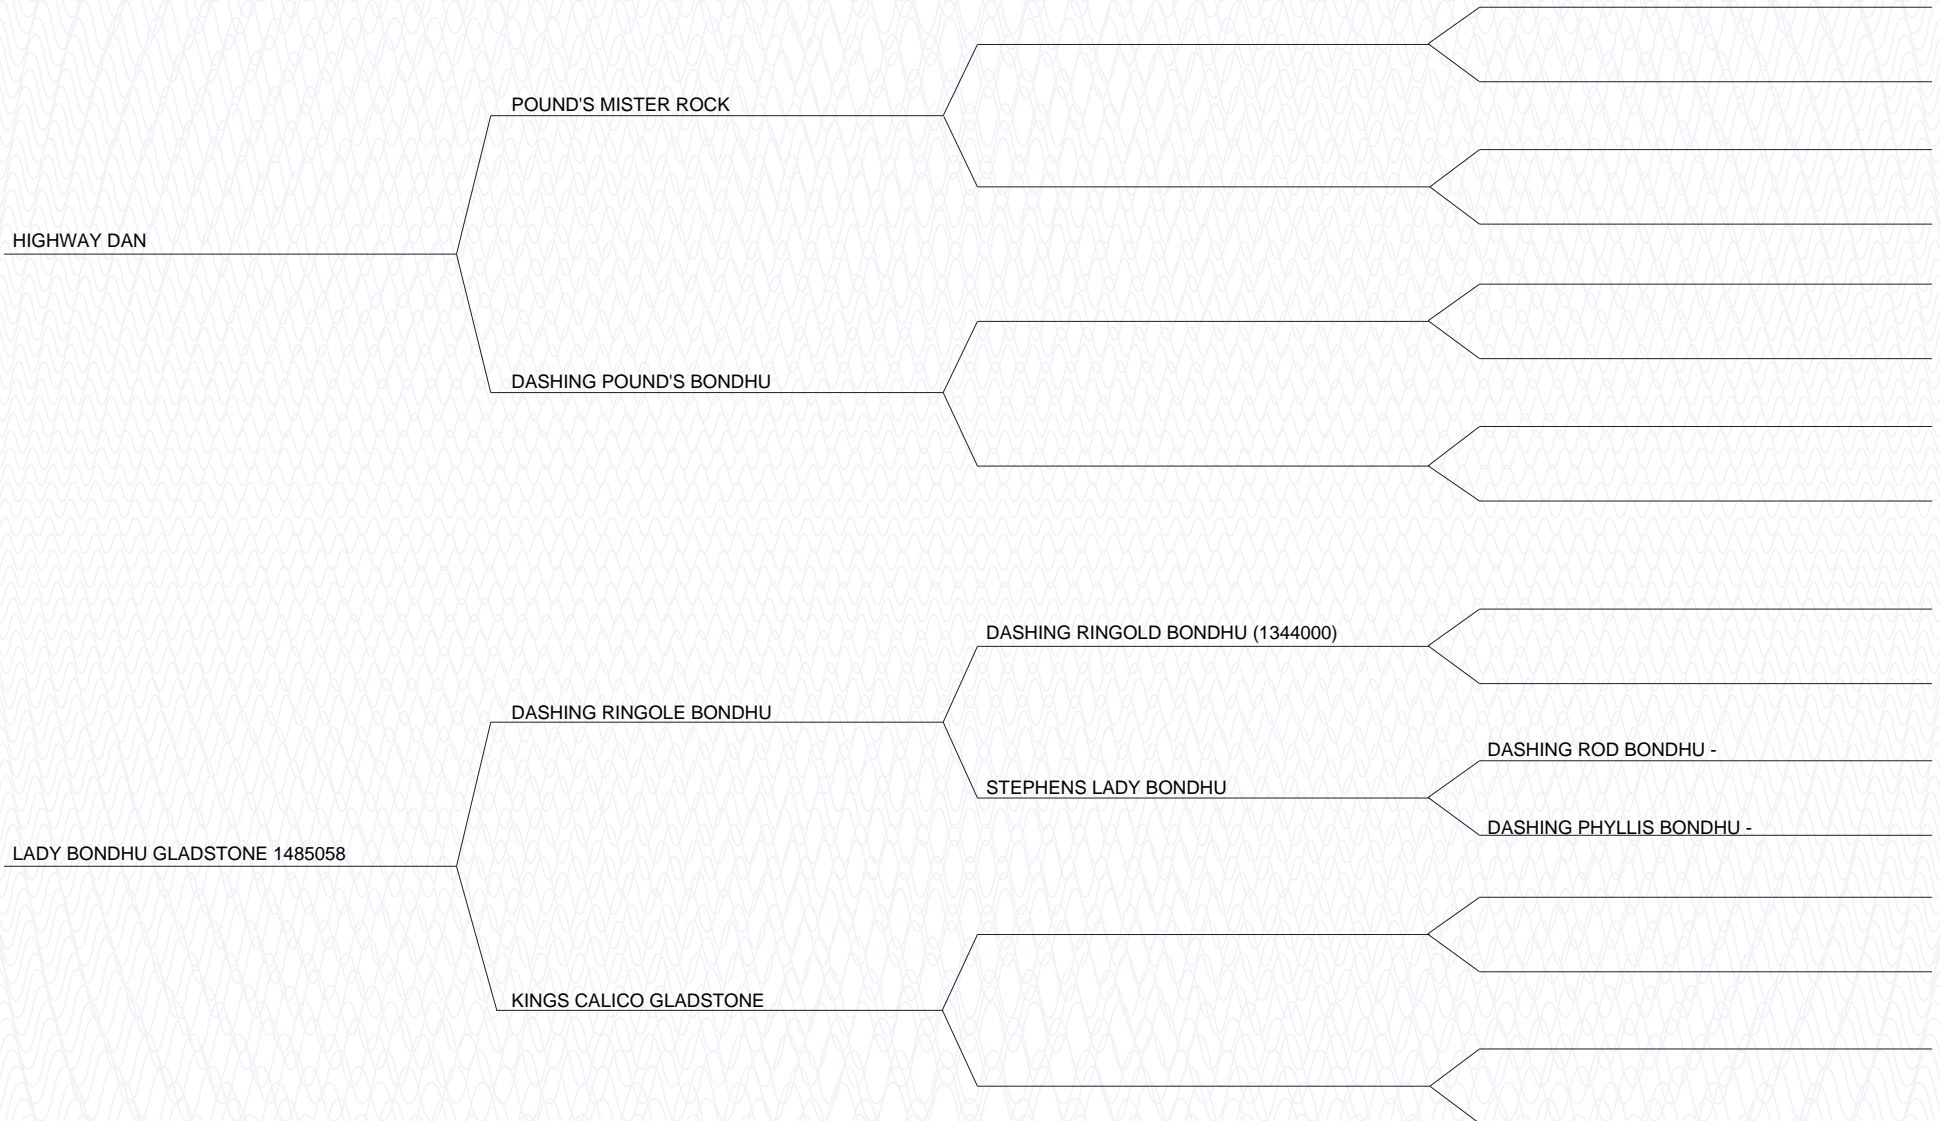 POUND'S MISTER ROCK
HIGHWAY DAN
DASHING POUND'S BONDHU
DASHING RINGOLD BONDHU (1344000)
DASHING RINGOLE BONDHU
DASHING ROD BONDHU -
STEPHENS LADY BONDHU
DASHING PHYLLIS BONDHU -
LADY BONDHU GLADSTONE 1485058
KINGS CALICO GLADSTONE